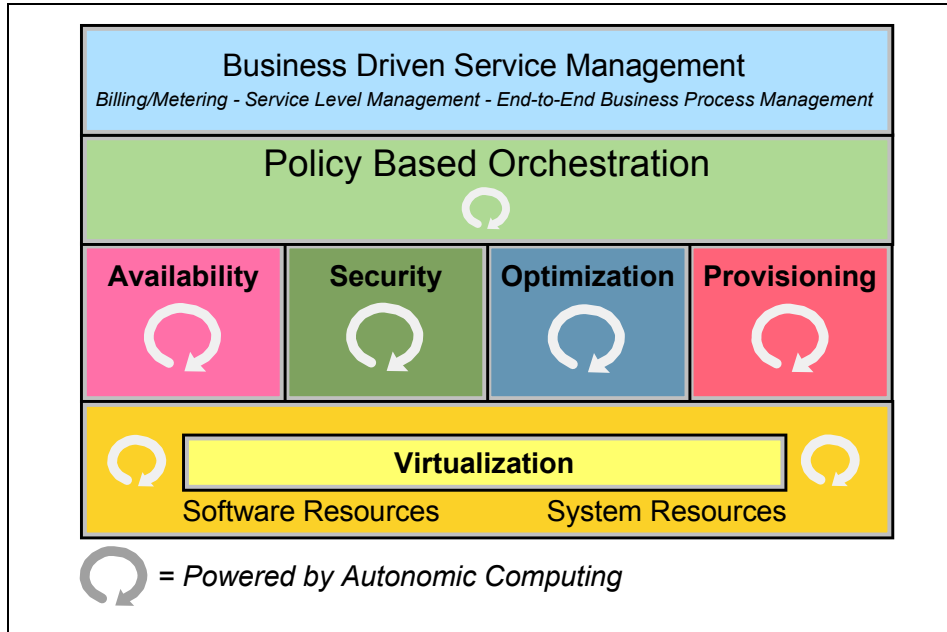 Business Driven Service Management
Billing/Metering - Service Level Management - End-to-End Business Process Management
Policy Based Orchestration
Availability
Security
Optimization
Provisioning
Virtualization
Software Resources
System Resources
= Powered by Autonomic Computing